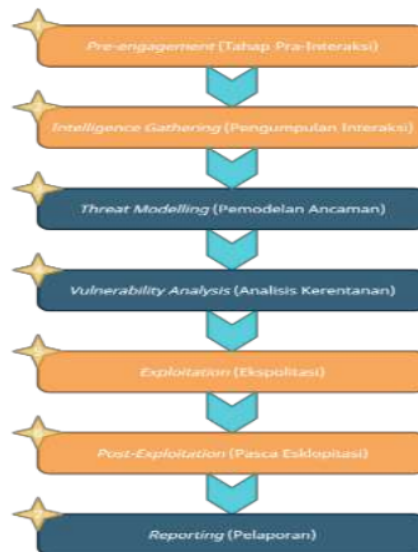 Pre-engagement (Tahap Pra-Interaksi)
Intelligence Gathering (Pengumpulan Interaksi)
Threat Modelling (Pemodelan Ancaman)
Vulnerability Analysis (Analisis Kerentanan)
Exploitation (Ekspolitasi)
Post-Exploitation (Pasca Esklopitasi)
Reporting (Pelaporan)